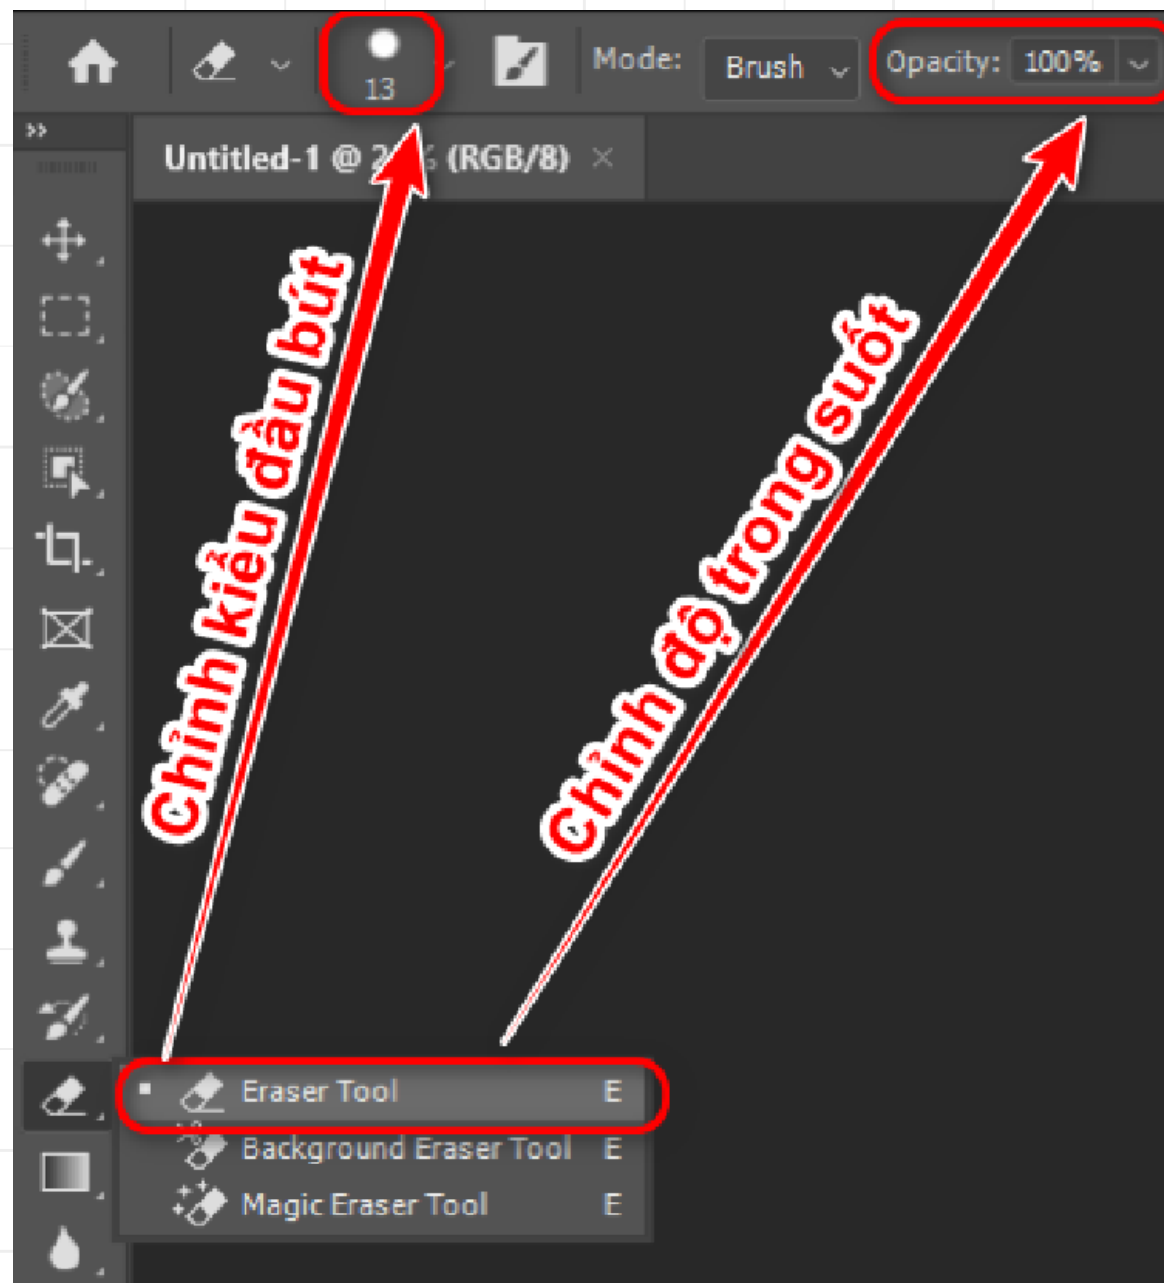 13
Mode:
Brush
Opacity: 100%
Untitled-1 @ 2 % (RGB/8) ×
Chỉnh kiểu đầu bút
Chỉnh độ trong suốt
Eraser Tool E
Background Eraser Tool E
Magic Eraser Tool E